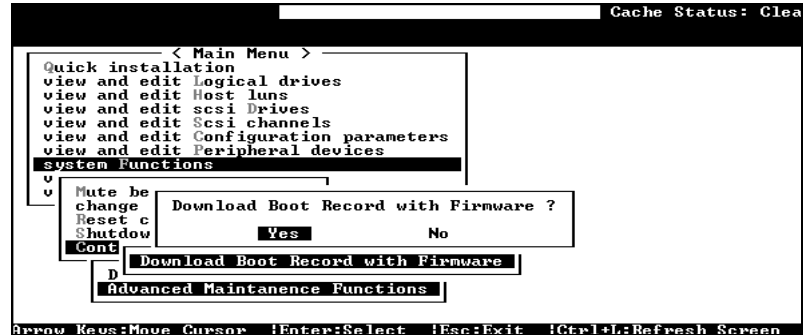 Cache Status: Clea
< Main Menu >
Quick installation
view and edit Logical drives
view and edit Host luns
view and edit scsi Drives
view and edit Scsi channels
view and edit Configuration parameters
view and edit Peripheral devices
system Functions
v
v
Mute be
change
Reset c
Shutdow
Cont
Download Boot Record with Firmware ?
Yes No
Download Boot Record with Firmware
D
Advanced Maintanence Functions
Arrow Keys:Move Cursor |Enter:Select |Esc:Exit |Ctrl+L:Refresh Screen